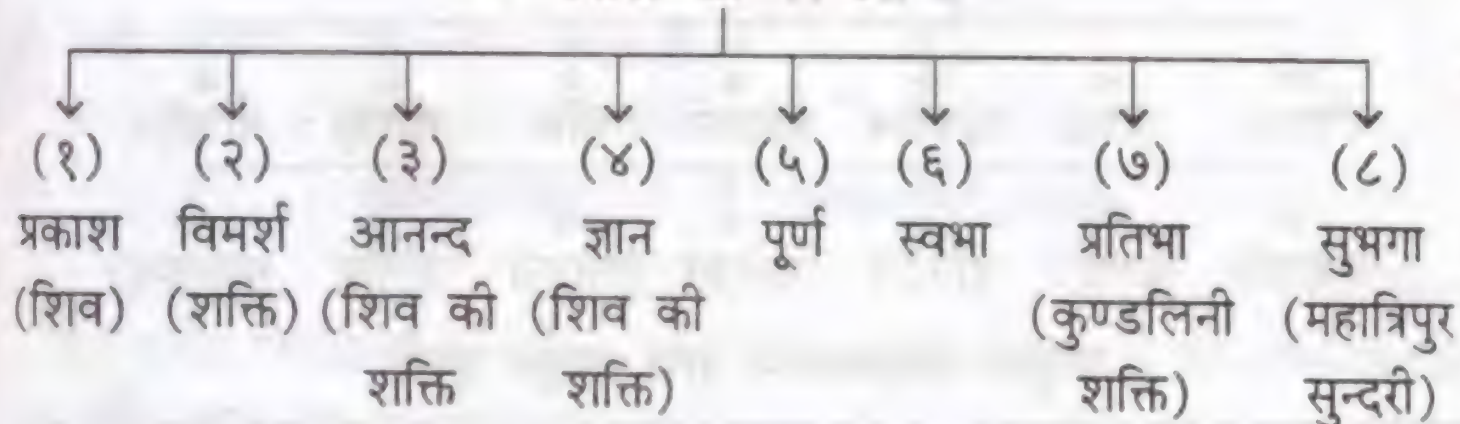 (१) (२) (३) (४) (५) (६) (७) (८)
प्रकाश विमर्श आनन्द ज्ञान पूर्ण स्वभा प्रतिभा सुभगा
(शिव) (शक्ति) (शिव की (शिव की (कुण्डलिनी (महात्रिपुर
शक्ति शक्ति) शक्ति) सुन्दरी)